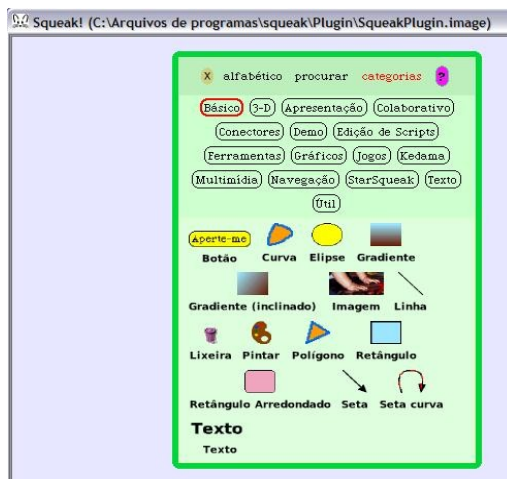 Squeak! (C:\Arquivos de programas\squeak\Plugin\SqueakPlugin.image)
X alfabético procurar categorias ?
Básico 3-D Apresentação Colaborativo
Conectores Demo Edição de Scripts
Ferramentas Gráficos Jogos Kedama
Multimídia Navegação StarSqueak Texto
Útil
Aperte-me
Botão Curva Elipse Gradiente
Gradiente (inclinado) Imagem Linha
Lixeira Pintar Polígono Retângulo
Retângulo Arredondado Seta Seta curva
Texto
Texto